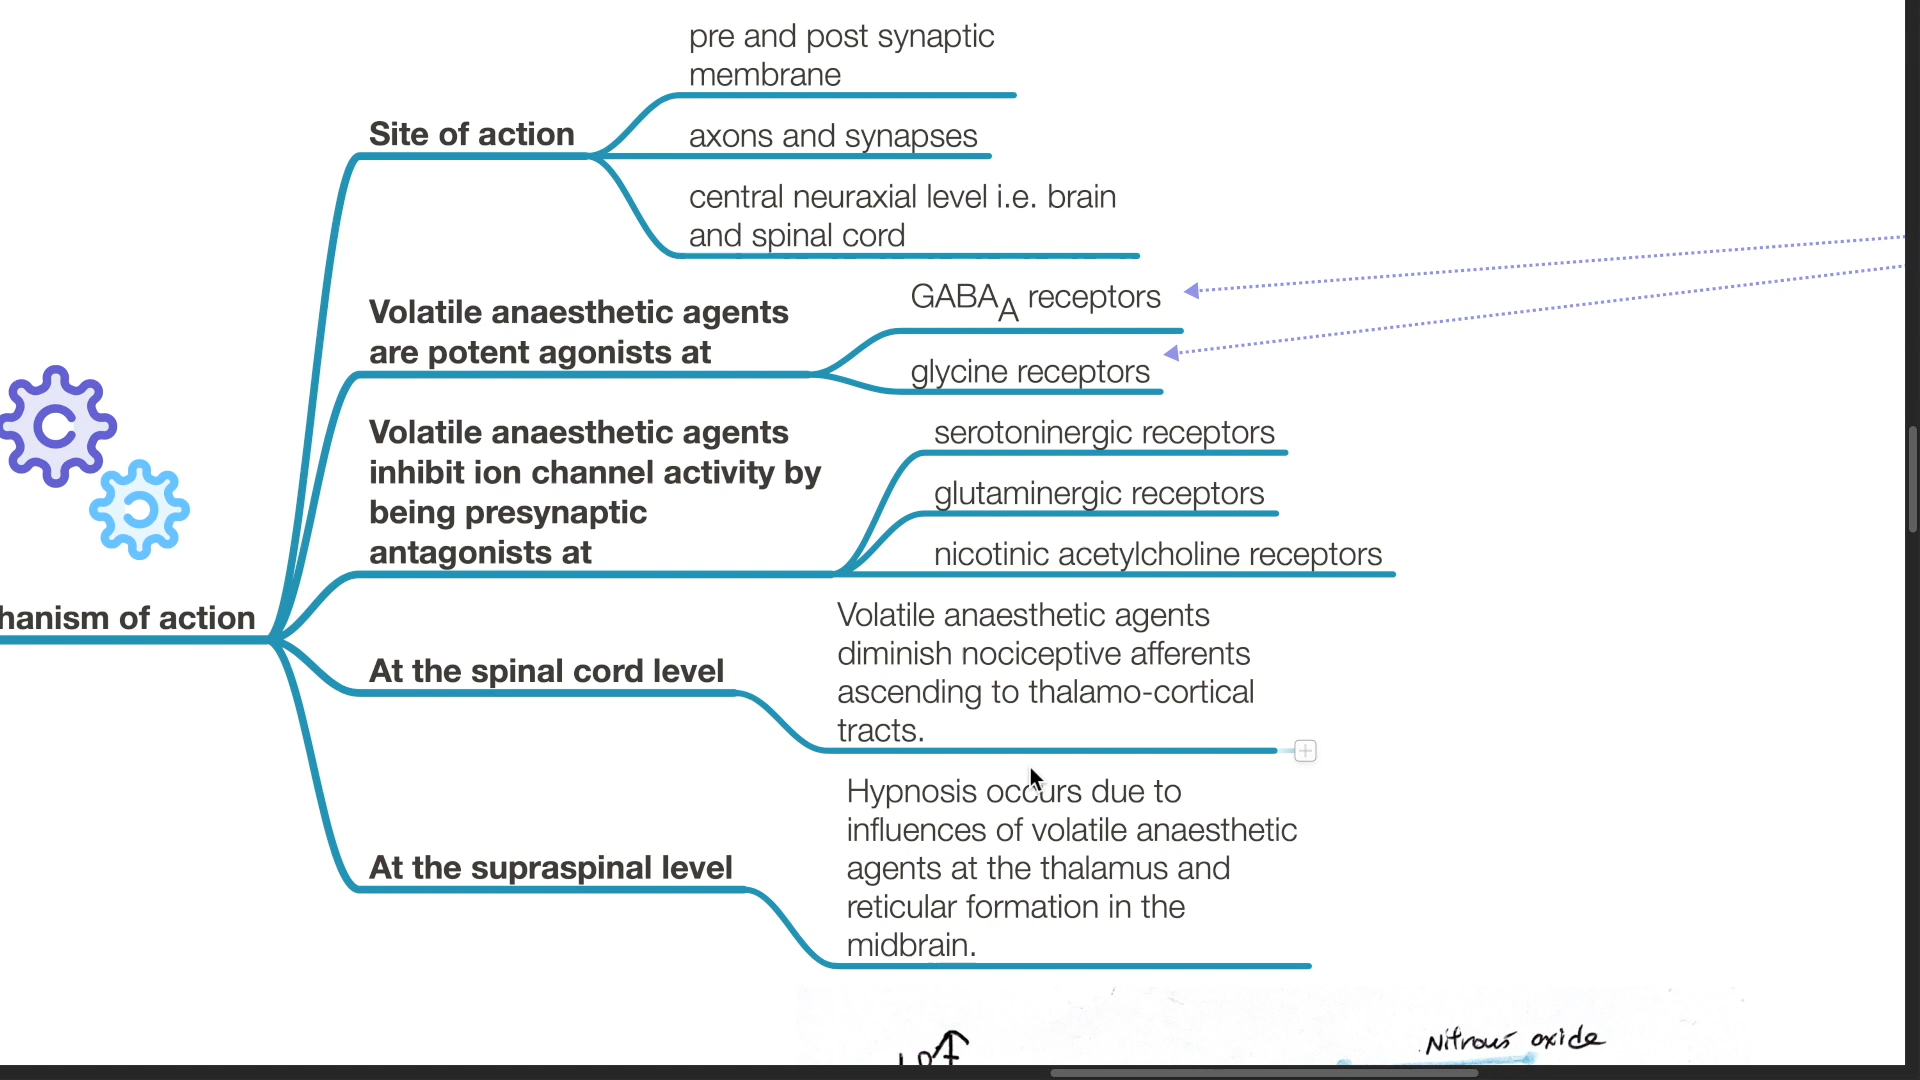 pre and post synaptic
membrane
Site of action
axons and synapses
central neuraxial level i.e. brain
and spinal cord
Volatile anaesthetic agents
are potent agonists at
GABAA receptors
glycine receptors
Volatile anaesthetic agents
inhibit ion channel activity by
being presynaptic
antagonists at
serotoninergic receptors
glutaminergic receptors
nicotinic acetylcholine receptors
hanism of action
At the spinal cord level
Volatile anaesthetic agents
diminish nociceptive afferents
ascending to thalamo-cortical
tracts.
At the supraspinal level
Hypnosis occurs due to
influences of volatile anaesthetic
agents at the thalamus and
reticular formation in the
midbrain.
Nitrous oxide